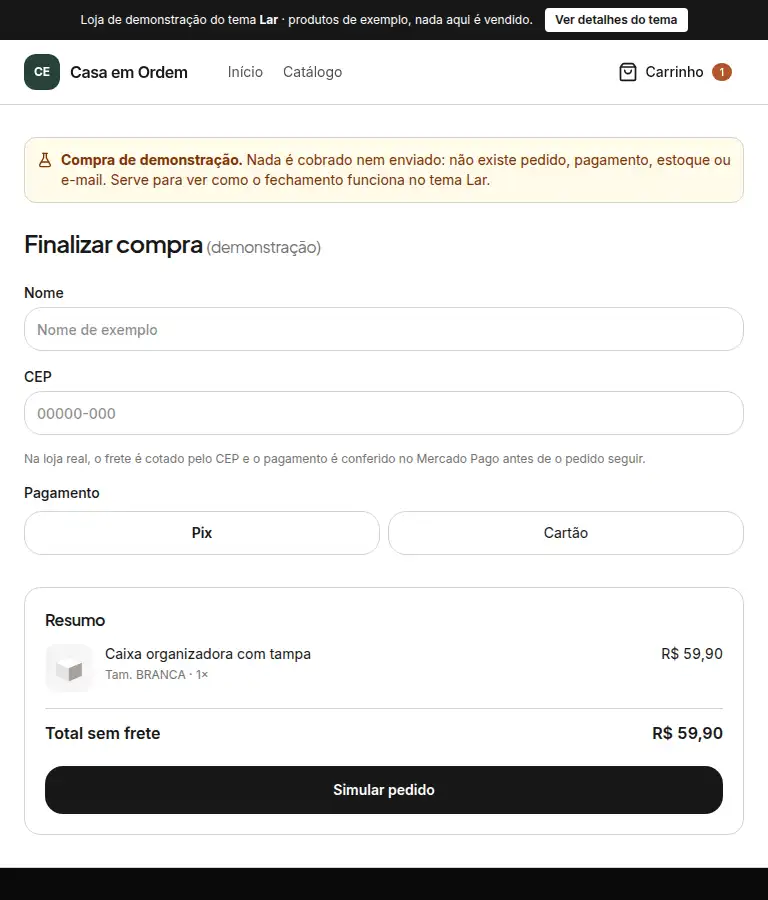 Loja de demonstração do tema Lar · produtos de exemplo, nada aqui é vendido. Ver detalhes do tema
CE Casa em Ordem Início Catálogo Carrinho 1
Compra de demonstração. Nada é cobrado nem enviado: não existe pedido, pagamento, estoque ou
e-mail. Serve para ver como o fechamento funciona no tema Lar.
Finalizar compra (demonstração)
Nome
Nome de exemplo
CEP
00000-000
Na loja real, o frete é cotado pelo CEP e o pagamento é conferido no Mercado Pago antes de o pedido seguir.
Pagamento
Pix Cartão
Resumo
Caixa organizadora com tampa R$ 59,90
Tam. BRANCA · 1×
Total sem frete R$ 59,90
Simular pedido